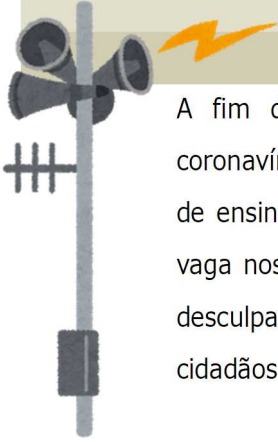 A fim d
coronavír
de ensin
vaga nos
desculpa
cidadãos